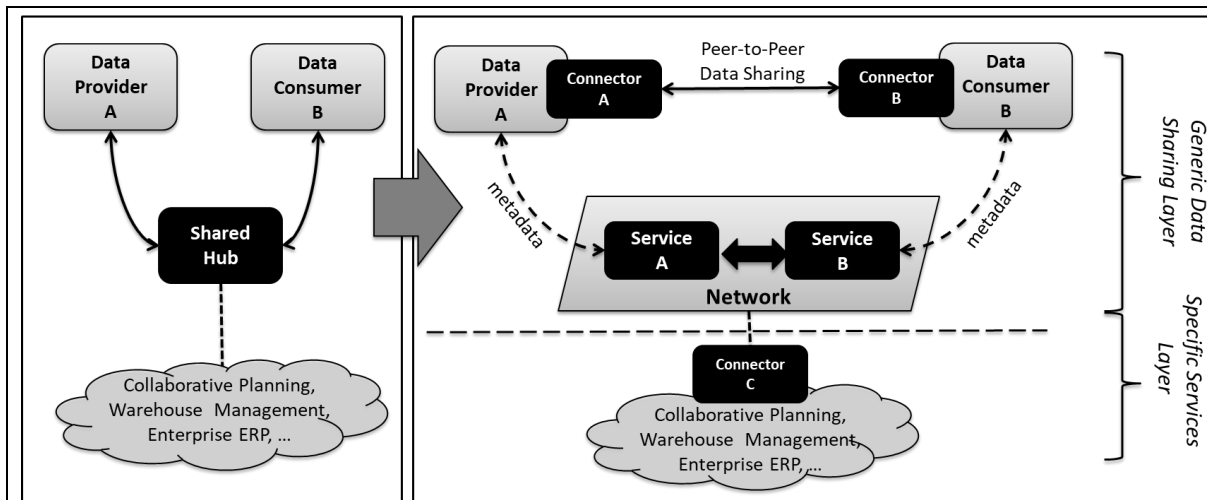 Data
Provider
A
Data
Consumer
B
Shared
Hub
Collaborative Planning,
Warehouse Management,
Enterprise ERP, ...
Data
Provider
A
Connector
A
Peer-to-Peer
Data Sharing
Connector
B
Data
Consumer
B
metadata
metadata
Service
A
Service
B
Network
Connector
C
Collaborative Planning,
Warehouse Management,
Enterprise ERP, ...
Generic Data
Sharing Layer
Specific Services
Layer